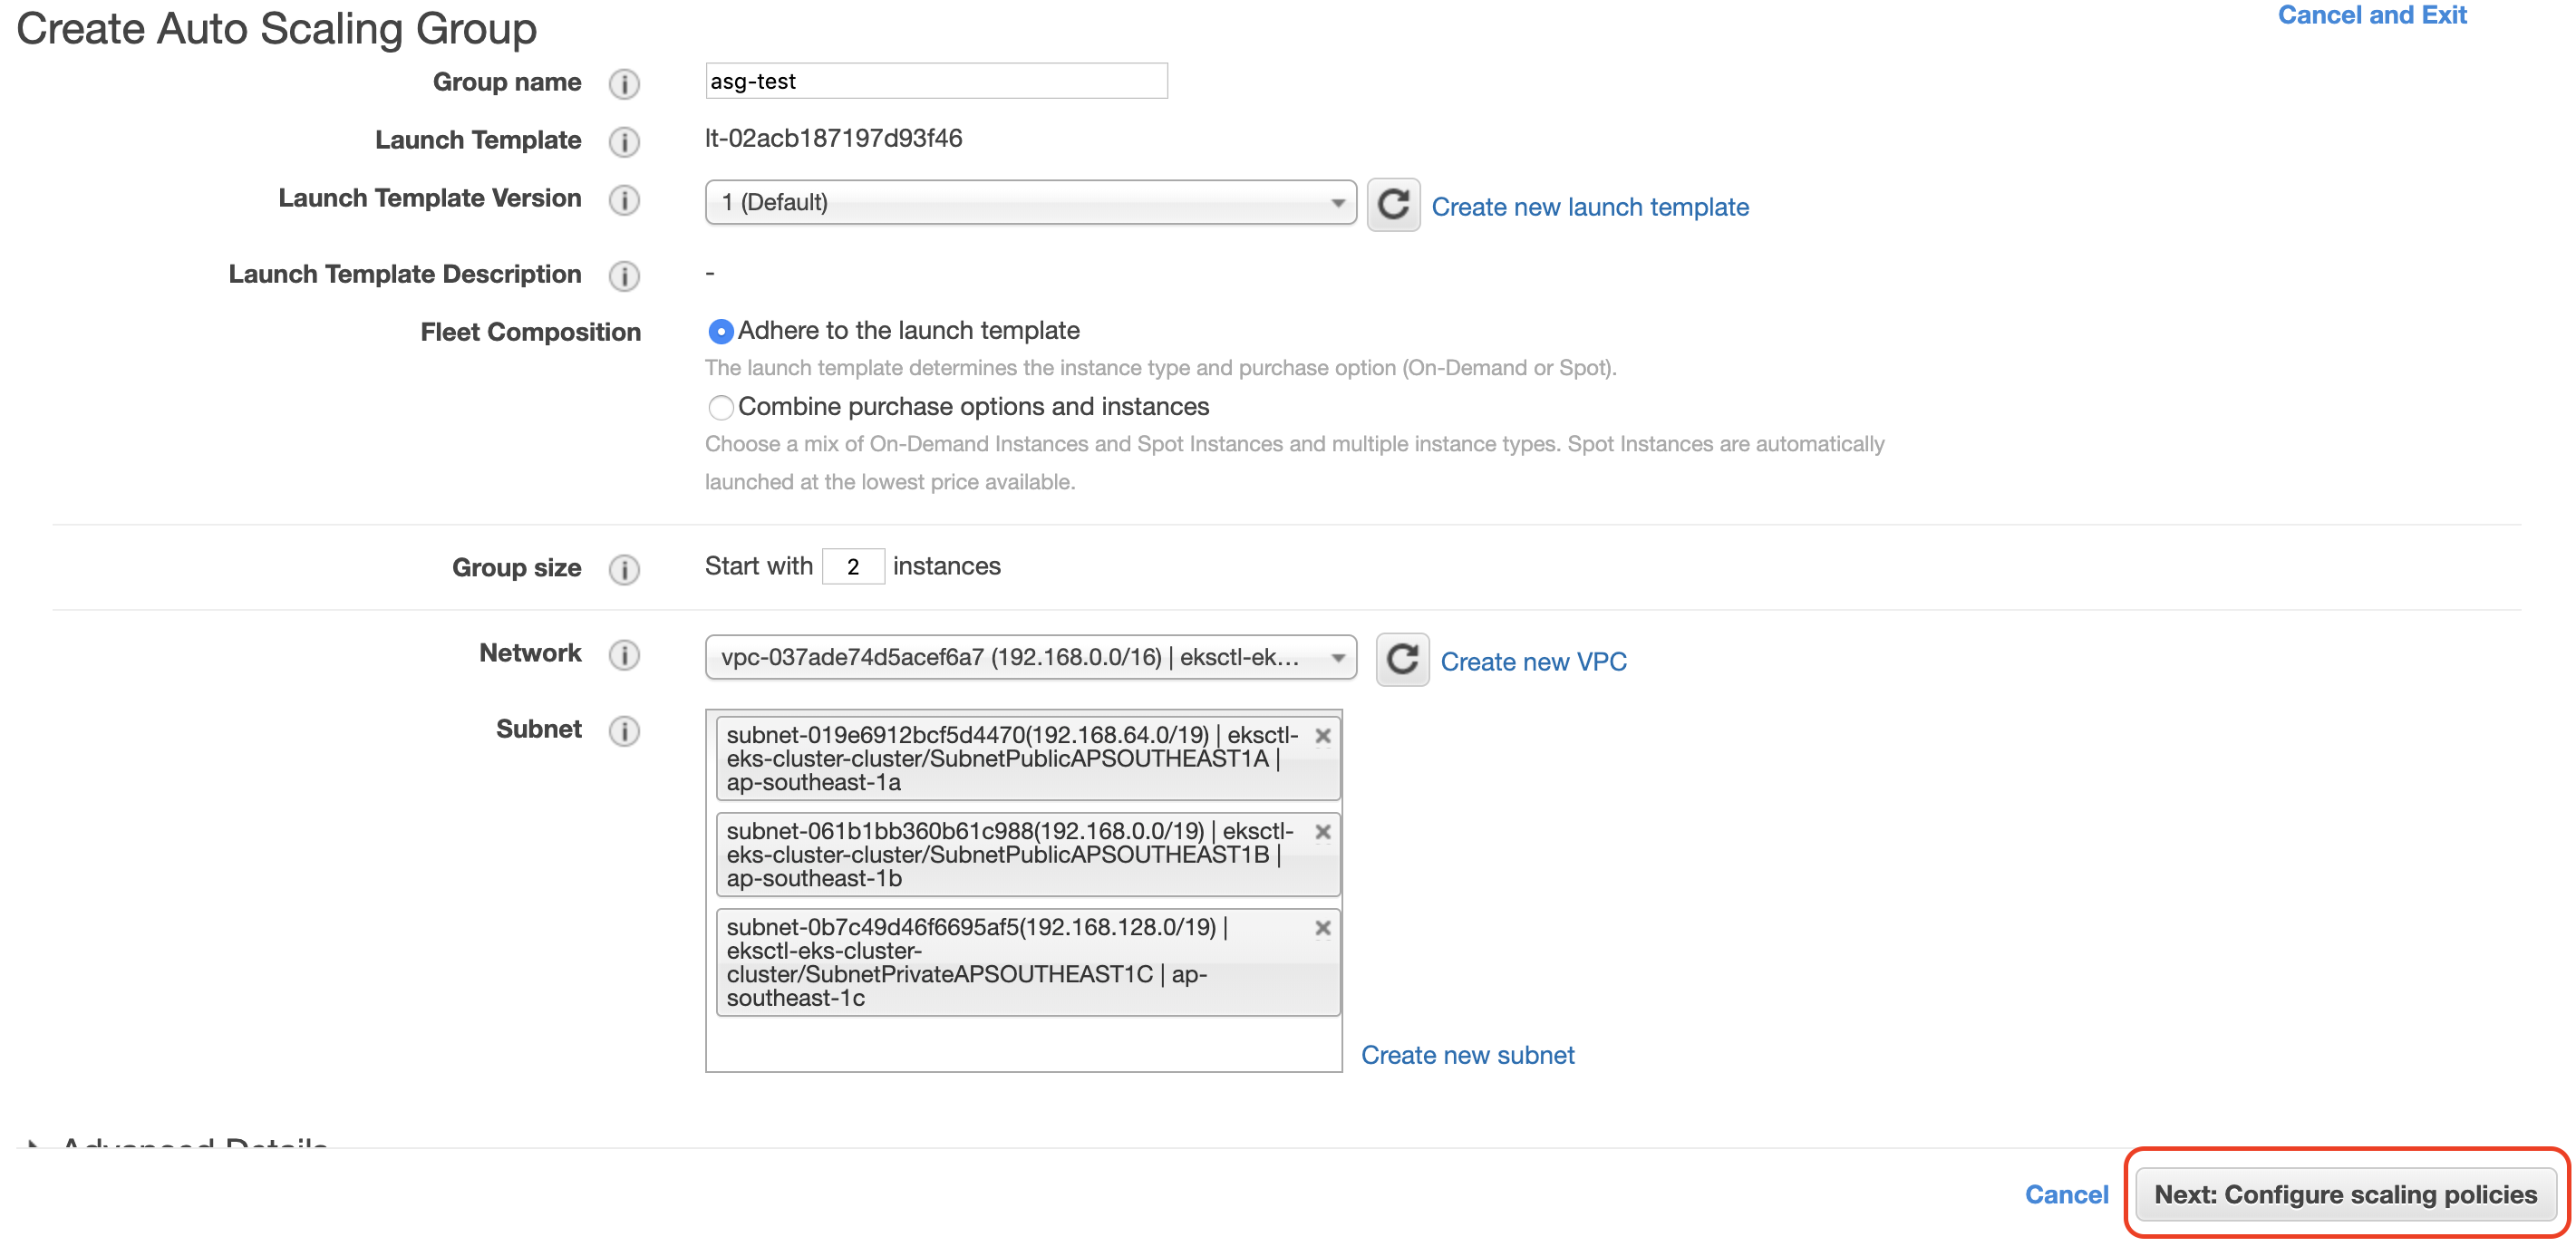 Create Auto Scaling Group
Cancel and Exit
Group name
asg-test
Launch Template
lt-02acb187197d93f46
Launch Template Version
1 (Default)
Create new launch template
Launch Template Description
-
Fleet Composition
Adhere to the launch template
The launch template determines the instance type and purchase option (On-Demand or Spot).
Combine purchase options and instances
Choose a mix of On-Demand Instances and Spot Instances and multiple instance types. Spot Instances are automatically
launched at the lowest price available.
Group size
Start with 2 instances
Network
vpc-037ade74d5acef6a7 (192.168.0.0/16) | eksctl-ek...
Create new VPC
Subnet
subnet-019e6912bcf5d4470(192.168.64.0/19) | eksctl-
eks-cluster-cluster/SubnetPublicAPSOUTHEAST1A |
ap-southeast-1a
subnet-061b1bb360b61c988(192.168.0.0/19) | eksctl-
eks-cluster-cluster/SubnetPublicAPSOUTHEAST1B |
ap-southeast-1b
subnet-0b7c49d46f6695af5(192.168.128.0/19) |
eksctl-eks-cluster-
cluster/SubnetPrivateAPSOUTHEAST1C | ap-
southeast-1c
Create new subnet
Advanced Details
Cancel
Next: Configure scaling policies